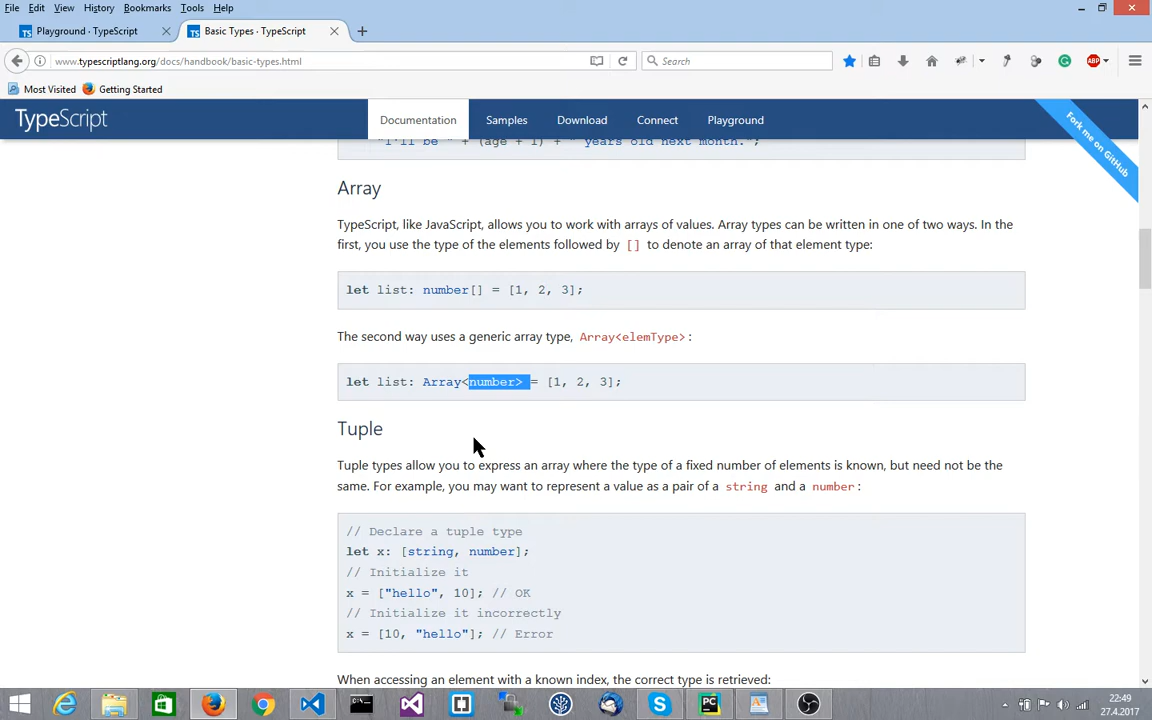 File Edit View History Bookmarks Tools Help
Playground · TypeScript
Basic Types · TypeScript
www.typescriptlang.org/docs/handbook/basic-types.html
Search
ABP
Most Visited Getting Started
TypeScript
Documentation Samples Download Connect Playground
Fork me on GitHub
"I'll be " + (age + 1) + " years old next month.";
Array
TypeScript, like JavaScript, allows you to work with arrays of values. Array types can be written in one of two ways. In the
first, you use the type of the elements followed by [] to denote an array of that element type:
let list: number[] = [1, 2, 3];
The second way uses a generic array type, Array<elemType>:
let list: Array<number> = [1, 2, 3];
Tuple
Tuple types allow you to express an array where the type of a fixed number of elements is known, but need not be the
same. For example, you may want to represent a value as a pair of a string and a number:
// Declare a tuple type
let x: [string, number];
// Initialize it
x = ["hello", 10]; // OK
// Initialize it incorrectly
x = [10, "hello"]; // Error
When accessing an element with a known index, the correct type is retrieved:
22:49
27.4.2017